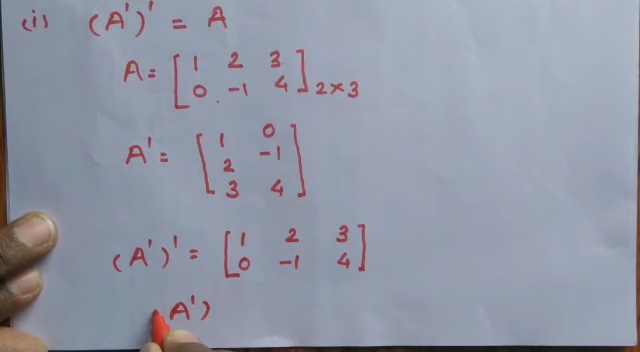 (i) (A')' = A
A = [ 1 2 3
0 -1 4 ] 2×3
A' = [ 1 0
2 -1
3 4 ]
(A')' = [ 1 2 3
0 -1 4 ]
A')